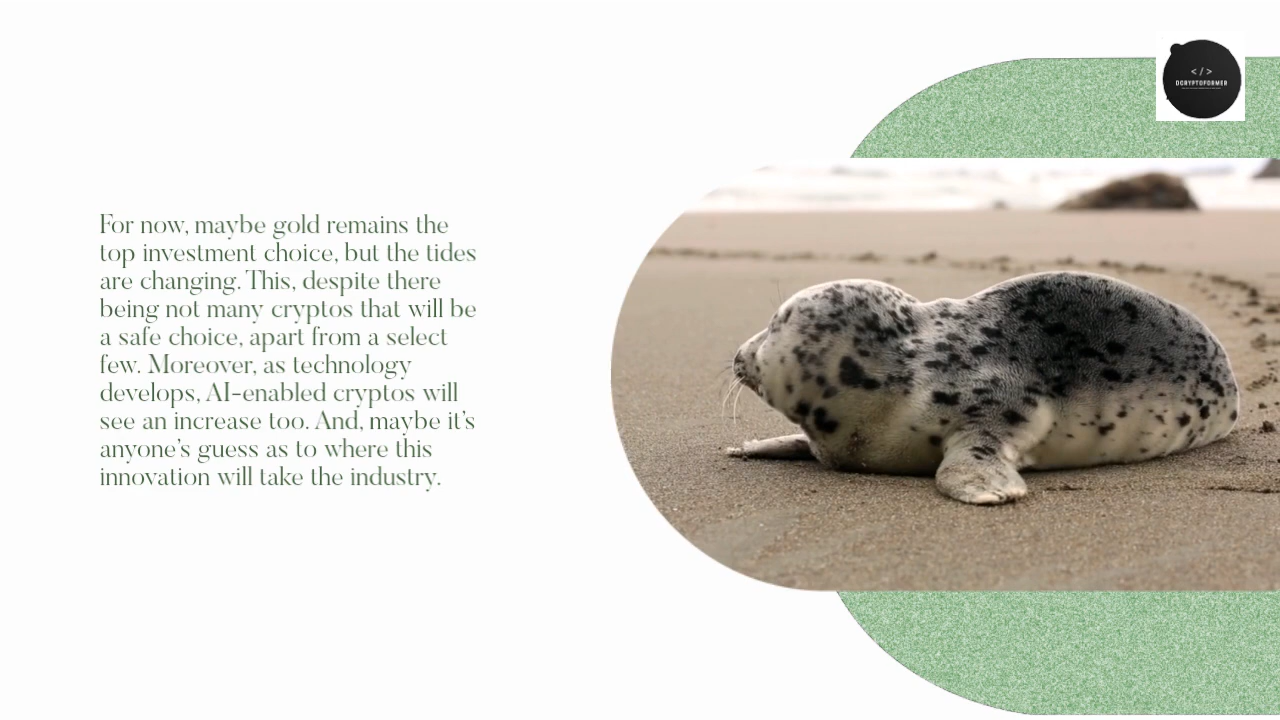 For now, maybe gold remains the
top investment choice, but the tides
are changing. This, despite there
being not many cryptos that will be
a safe choice, apart from a select
few. Moreover, as technology
develops, AI-enabled cryptos will
see an increase too. And, maybe it's
anyone's guess as to where this
innovation will take the industry.
</>
DCRYPTOFORMEB